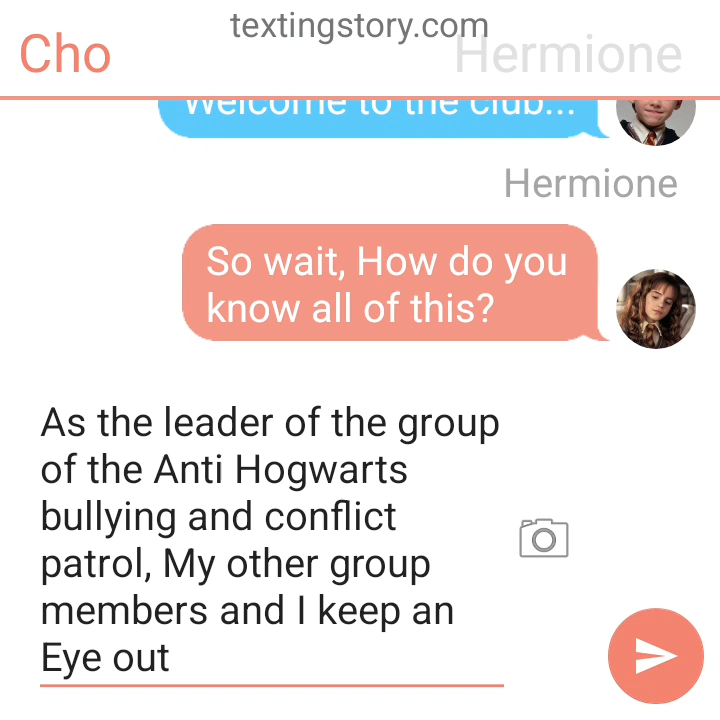 textingstory.com
Cho
Hermione
Welcome to the club...
Hermione
So wait, How do you
know all of this?
As the leader of the group
of the Anti Hogwarts
bullying and conflict
patrol, My other group
members and I keep an
Eye out